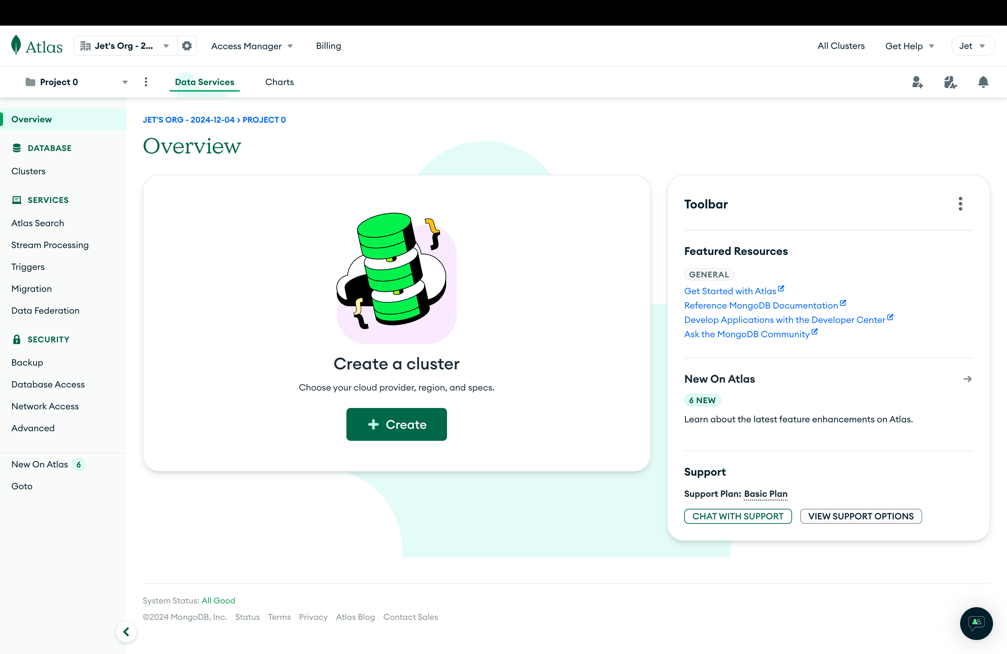 Atlas
Jet's Org - 2...
Access Manager
Billing
All Clusters
Get Help
Jet
Project 0
Data Services
Charts
Overview
DATABASE
Clusters
SERVICES
Atlas Search
Stream Processing
Triggers
Migration
Data Federation
SECURITY
Backup
Database Access
Network Access
Advanced
New On Atlas 6
Goto
JET'S ORG - 2024-12-04 > PROJECT 0
Overview
Create a cluster
Choose your cloud provider, region, and specs.
+ Create
Toolbar
Featured Resources
GENERAL
Get Started with Atlas
Reference MongoDB Documentation
Develop Applications with the Developer Center
Ask the MongoDB Community
New On Atlas
6 NEW
Learn about the latest feature enhancements on Atlas.
Support
Support Plan: Basic Plan
CHAT WITH SUPPORT
VIEW SUPPORT OPTIONS
System Status: All Good
©2024 MongoDB, Inc. Status Terms Privacy Atlas Blog Contact Sales